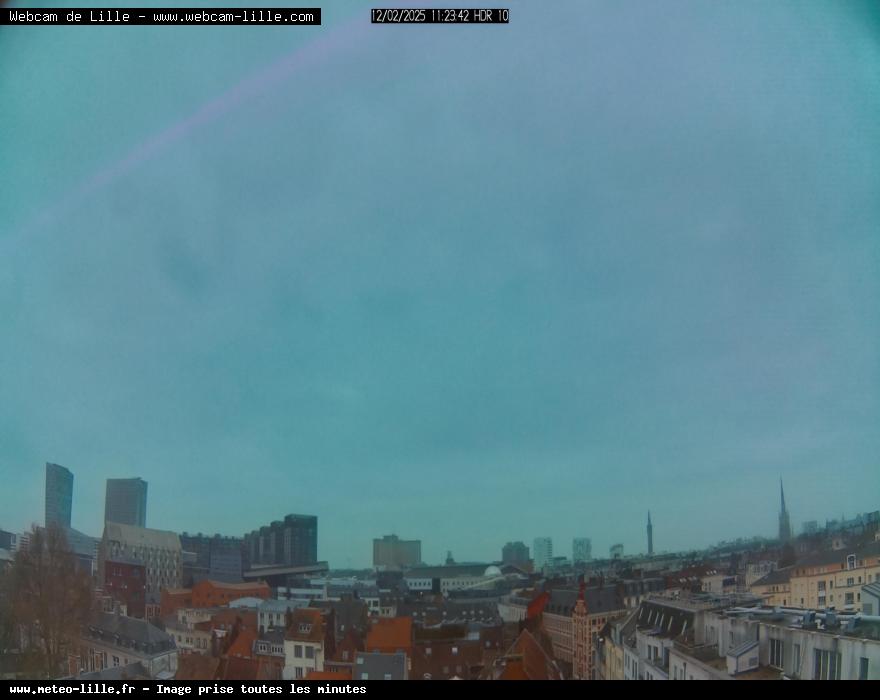 Webcam de Lille - www.webcam-lille.com
12/02/2025 11:23:42 HDR 10
www.meteo-lille.fr - Image prise toutes les minutes